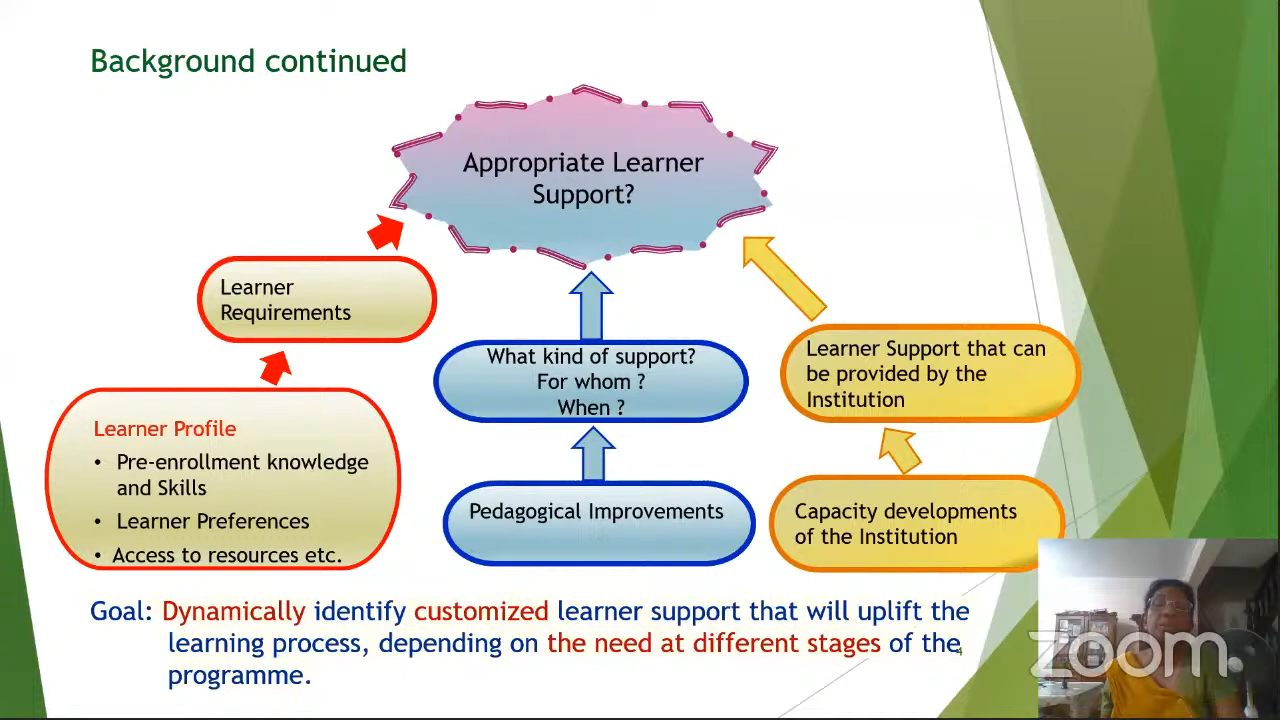 Background continued
Appropriate Learner
Support?
Learner
Requirements
What kind of support?
For whom ?
When ?
Learner Support that can
be provided by the
Institution
Learner Profile
• Pre-enrollment knowledge
and Skills
• Learner Preferences
• Access to resources etc.
Pedagogical Improvements
Capacity developments
of the Institution
Goal: Dynamically identify customized learner support that will uplift the
learning process, depending on the need at different stages of the
programme.
4
zoom